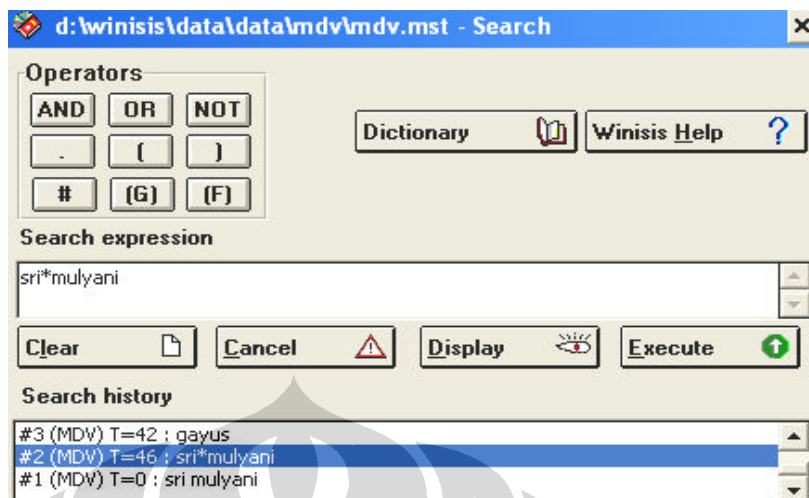 d:\winisis\data\data\mdv\mdv.mst - Search
Operators
AND OR NOT
. ( )
# (G) (F)
Dictionary Winisis Help ?
Search expression
sri*mulyani
Clear Cancel Display Execute
Search history
#3 (MDV) T=42 : gayus
#2 (MDV) T=46 : sri*mulyani
#1 (MDV) T=0 : sri mulyani